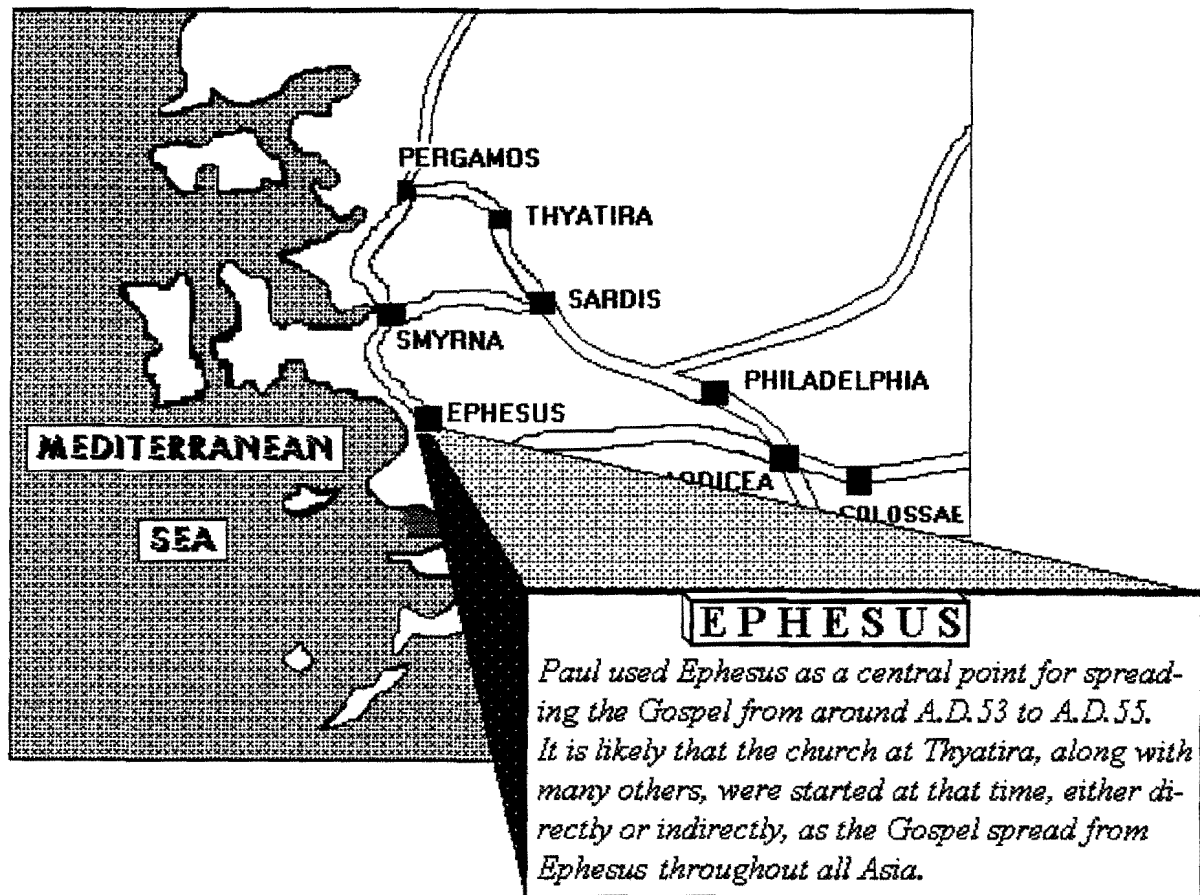 PERGAMOS
THYATIRA
SARDIS
SMYRNA
PHILADELPHIA
EPHESUS
MEDITERRANEAN
AODICEA
COLOSSAE
SEA
EPHESUS
Paul used Ephesus as a central point for spread-
ing the Gospel from around A.D. 53 to A.D. 55.
It is likely that the church at Thyatira, along with
many others, were started at that time, either di-
rectly or indirectly, as the Gospel spread from
Ephesus throughout all Asia.